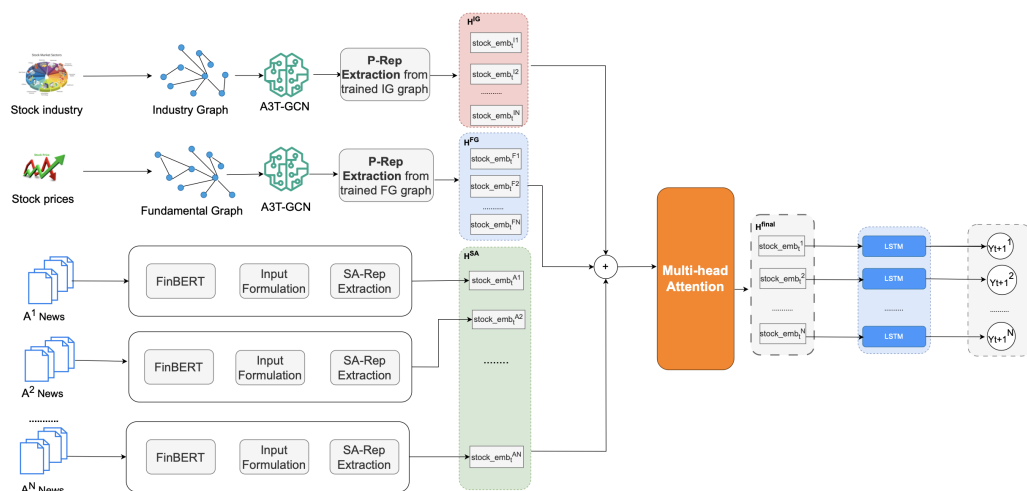 Stock industry
Industry Graph
A3T-GCN
P-Rep
Extraction from
trained IG graph
H^IG
stock_emb_t^I1
stock_emb_t^I2
..........
stock_emb_t^IN
Stock prices
Fundamental Graph
A3T-GCN
P-Rep
Extraction from
trained FG graph
H^FG
stock_emb_t^F1
stock_emb_t^F2
..........
stock_emb_t^FN
A^1 News
FinBERT
Input
Formulation
SA-Rep
Extraction
H^SA
stock_emb_t^A1
stock_emb_t^A2
........
stock_emb_t^AN
A^2 News
FinBERT
Input
Formulation
SA-Rep
Extraction
...........
A^N News
FinBERT
Input
Formulation
SA-Rep
Extraction
+
Multi-head
Attention
H^final
stock_emb_t^1
stock_emb_t^2
..........
stock_emb_t^N
LSTM
LSTM
..........
LSTM
Yt+1^1
Yt+1^2
..........
Yt+1^N